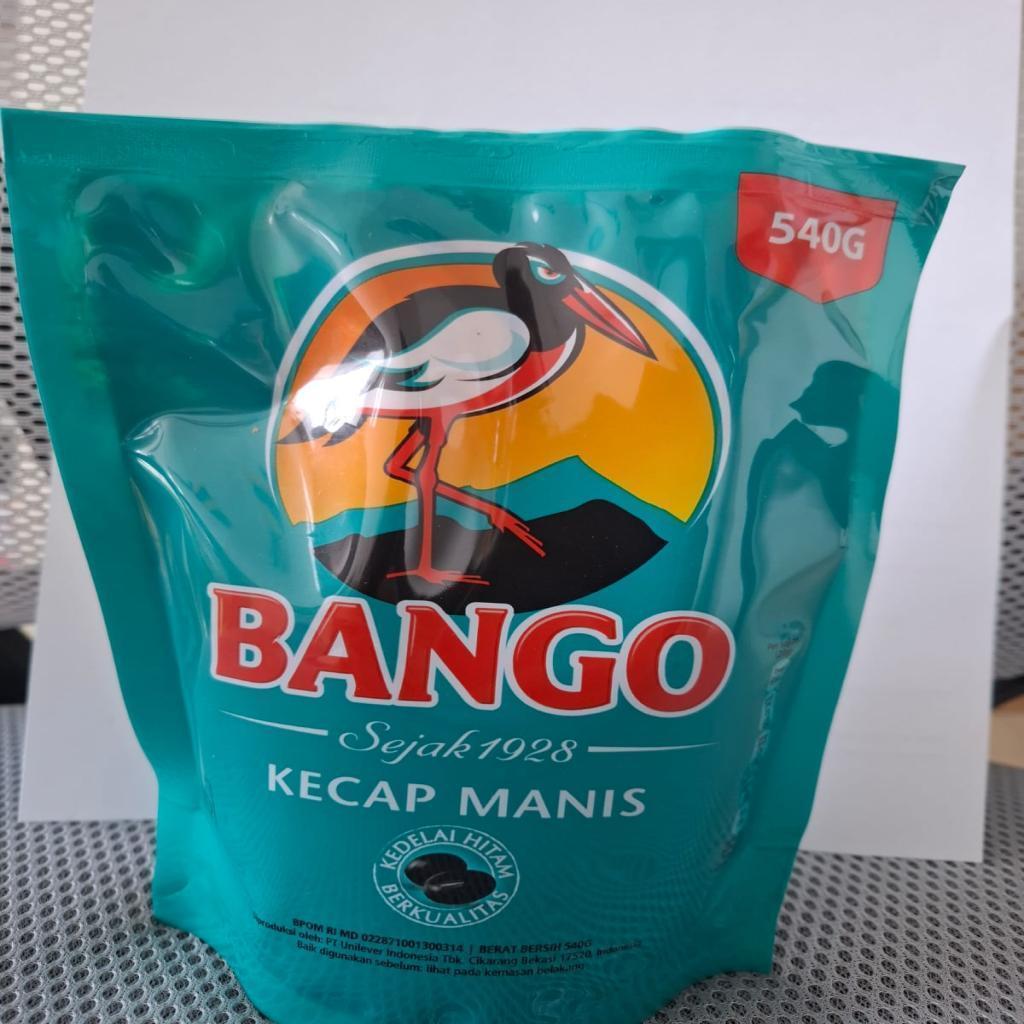 540G
BANGO
Sejak 1928
KECAP MANIS
KEDELAI HITAM
BERKUALITAS
BPOM RI MD 022871001300314 | BERAT BERSIH 540G
oleh: PT Unilever Indonesia Tbk. Cikarang Bekasi 17520, Indonesia
Baik digunakan sebelum: lihat pada kemasan belakang